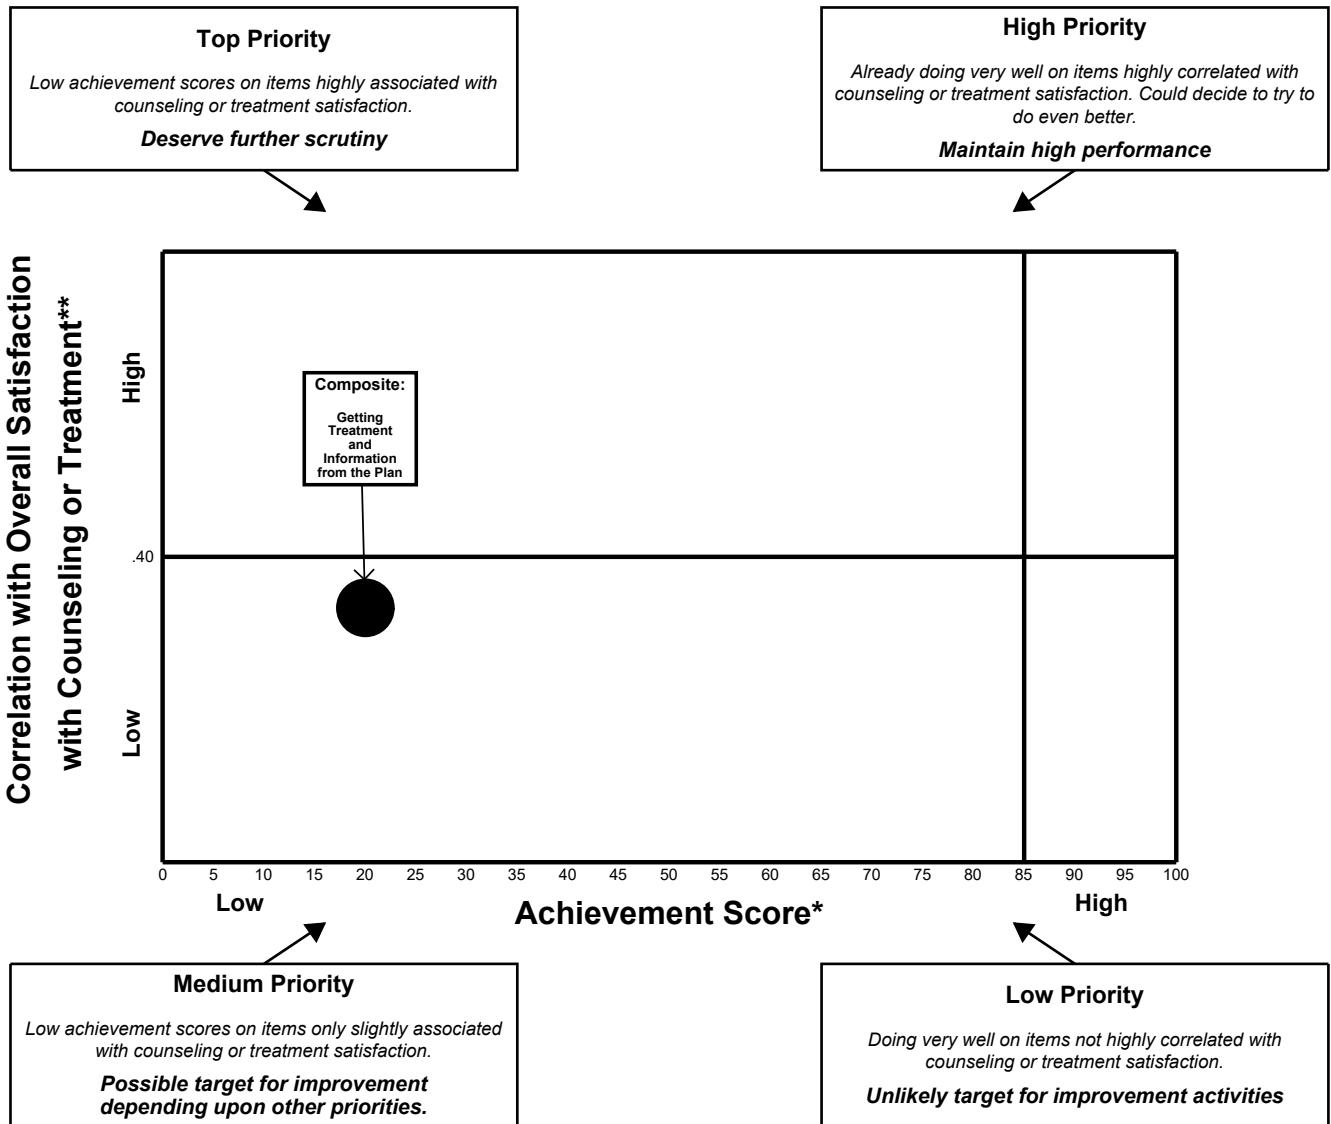 Top Priority
Low achievement scores on items highly associated with
counseling or treatment satisfaction.
Deserve further scrutiny
High Priority
Already doing very well on items highly correlated with
counseling or treatment satisfaction. Could decide to try to
do even better.
Maintain high performance
Correlation with Overall Satisfaction
with Counseling or Treatment**
High
.40
Low
Composite:
Getting
Treatment
and
Information
from the Plan
0 5 10 15 20 25 30 35 40 45 50 55 60 65 70 75 80 85 90 95 100
Low
Achievement Score*
High
Medium Priority
Low achievement scores on items only slightly associated
with counseling or treatment satisfaction.
Possible target for improvement
depending upon other priorities.
Low Priority
Doing very well on items not highly correlated with
counseling or treatment satisfaction.
Unlikely target for improvement activities